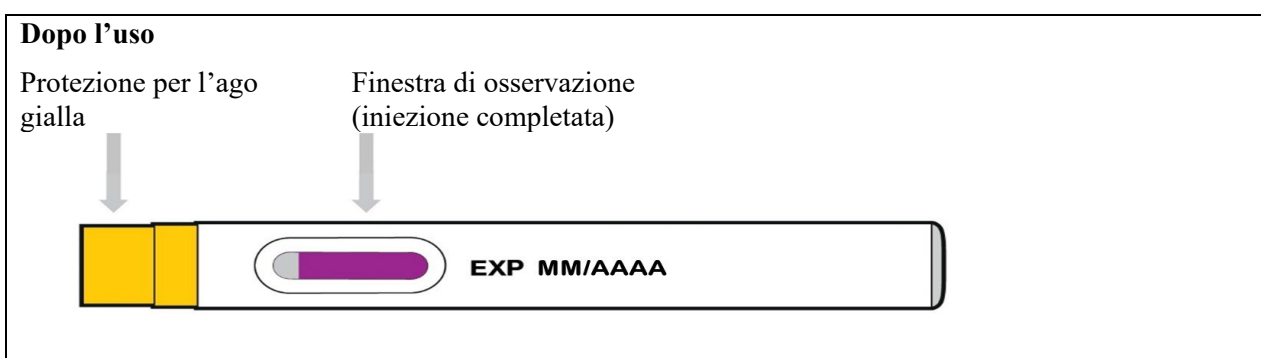 Dopo l’uso
Protezione per l’ago
gialla
Finestra di osservazione
(iniezione completata)
EXP MM/AAAA